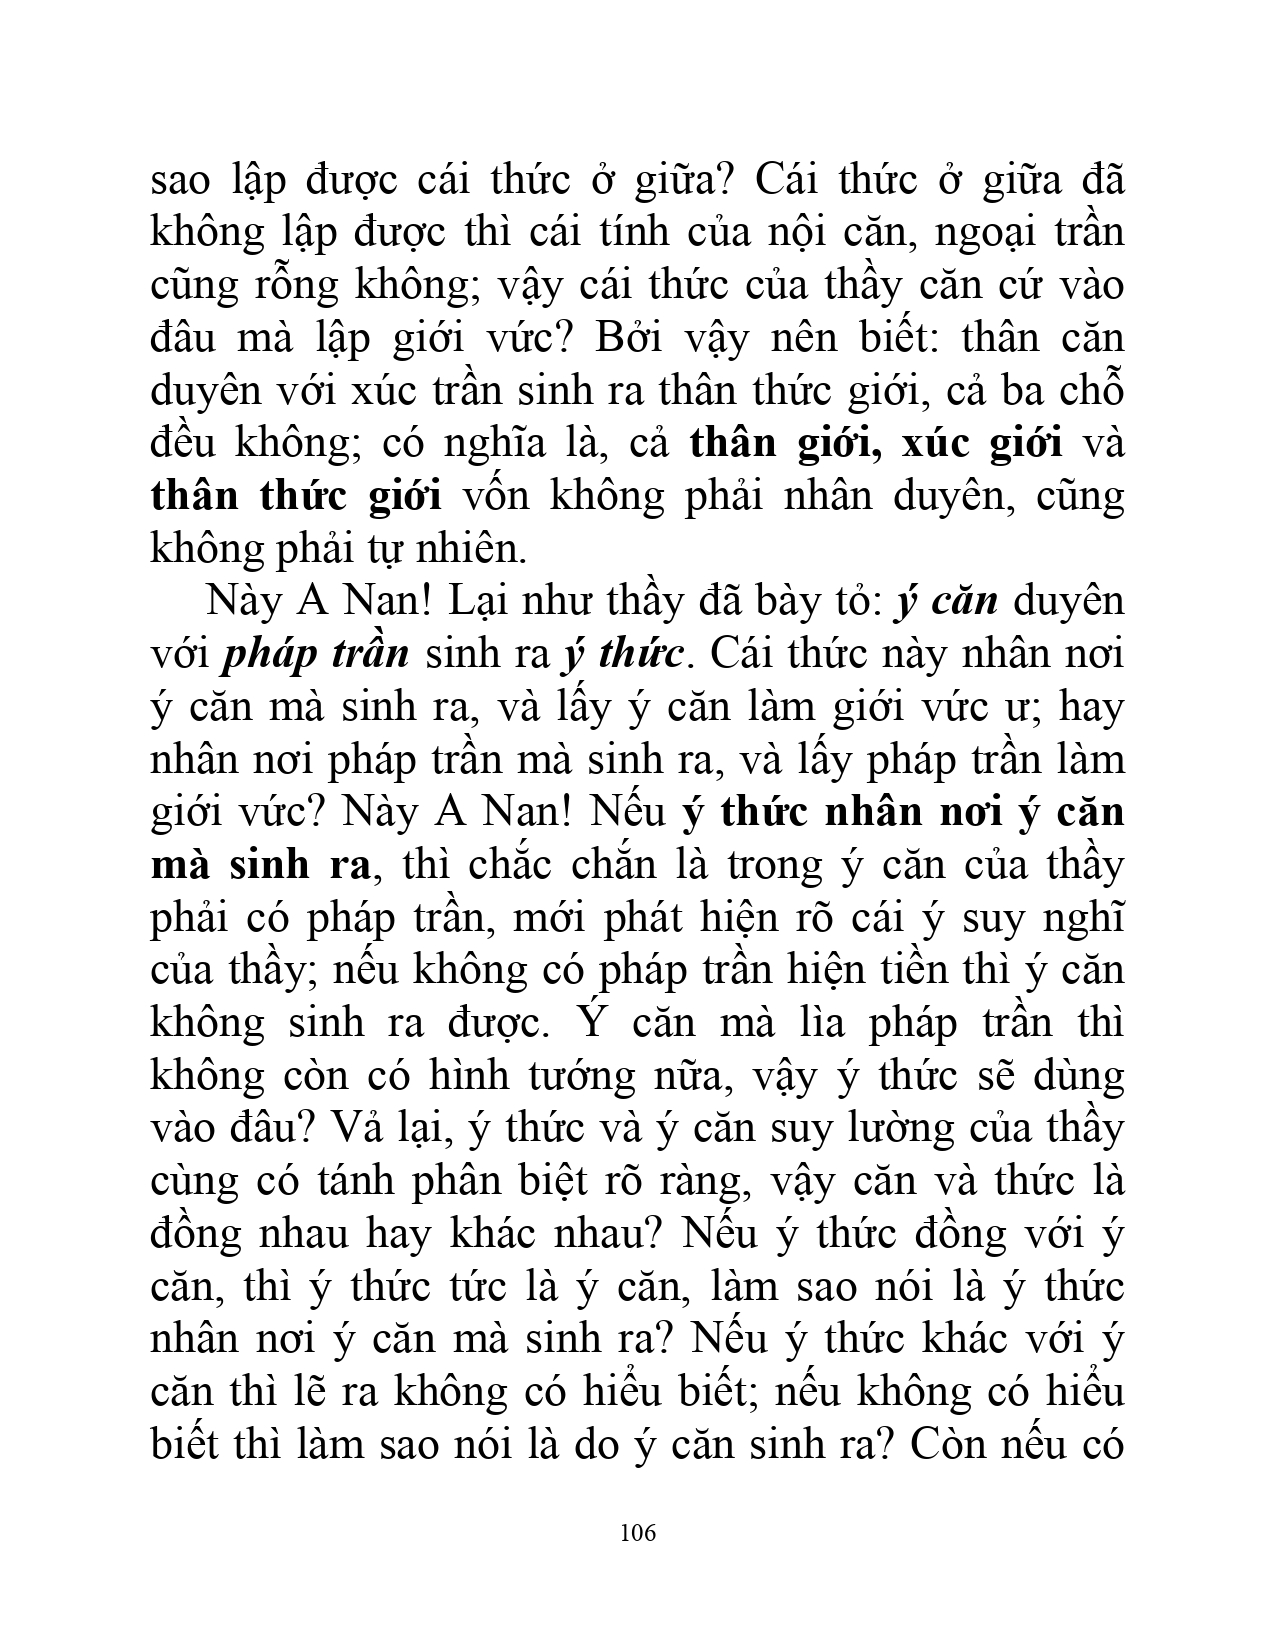 sao lập được cái thức ở giữa? Cái thức ở giữa đã
không lập được thì cái tính của nội căn, ngoại trần
cũng rỗng không; vậy cái thức của thầy căn cứ vào
đâu mà lập giới vức? Bởi vậy nên biết: thân căn
duyên với xúc trần sinh ra thân thức giới, cả ba chỗ
đều không; có nghĩa là, cả thân giới, xúc giới và
thân thức giới vốn không phải nhân duyên, cũng
không phải tự nhiên.
Này A Nan! Lại như thầy đã bày tỏ: ý căn duyên
với pháp trần sinh ra ý thức. Cái thức này nhân nơi
ý căn mà sinh ra, và lấy ý căn làm giới vức ư; hay
nhân nơi pháp trần mà sinh ra, và lấy pháp trần làm
giới vức? Này A Nan! Nếu ý thức nhân nơi ý căn
mà sinh ra, thì chắc chắn là trong ý căn của thầy
phải có pháp trần, mới phát hiện rõ cái ý suy nghĩ
của thầy; nếu không có pháp trần hiện tiền thì ý căn
không sinh ra được. Ý căn mà lìa pháp trần thì
không còn có hình tướng nữa, vậy ý thức sẽ dùng
vào đâu? Vả lại, ý thức và ý căn suy lường của thầy
cùng có tánh phân biệt rõ ràng, vậy căn và thức là
đồng nhau hay khác nhau? Nếu ý thức đồng với ý
căn, thì ý thức tức là ý căn, làm sao nói là ý thức
nhân nơi ý căn mà sinh ra? Nếu ý thức khác với ý
căn thì lẽ ra không có hiểu biết; nếu không có hiểu
biết thì làm sao nói là do ý căn sinh ra? Còn nếu có
106